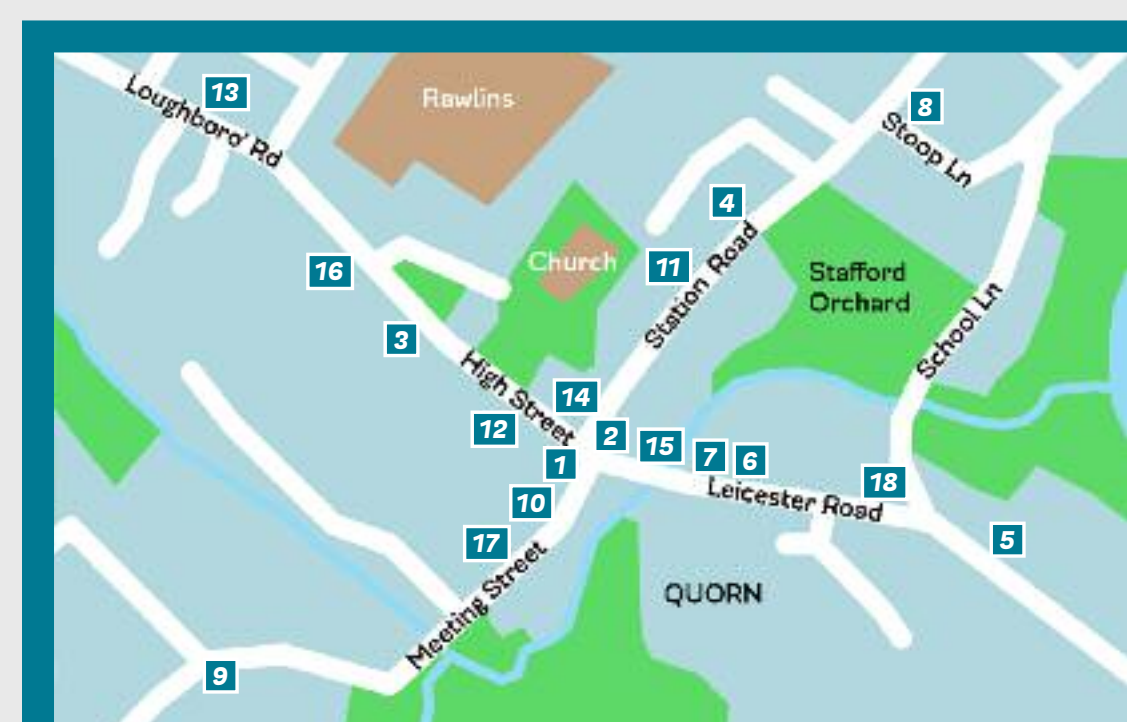 Rawlins
8
13
Loughboro' Rd
Stoop Ln
4
Church
11
16
Stafford
Orchard
Station Road
3
School Ln
High Street
14
12
2
15
1
7
6
18
10
Leicester Road
17
5
Meeting Street
QUORN
9